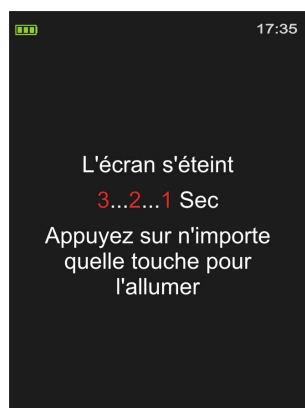 17:35
L'écran s'éteint
3...2...1 Sec
Appuyez sur n'importe
quelle touche pour
l'allumer